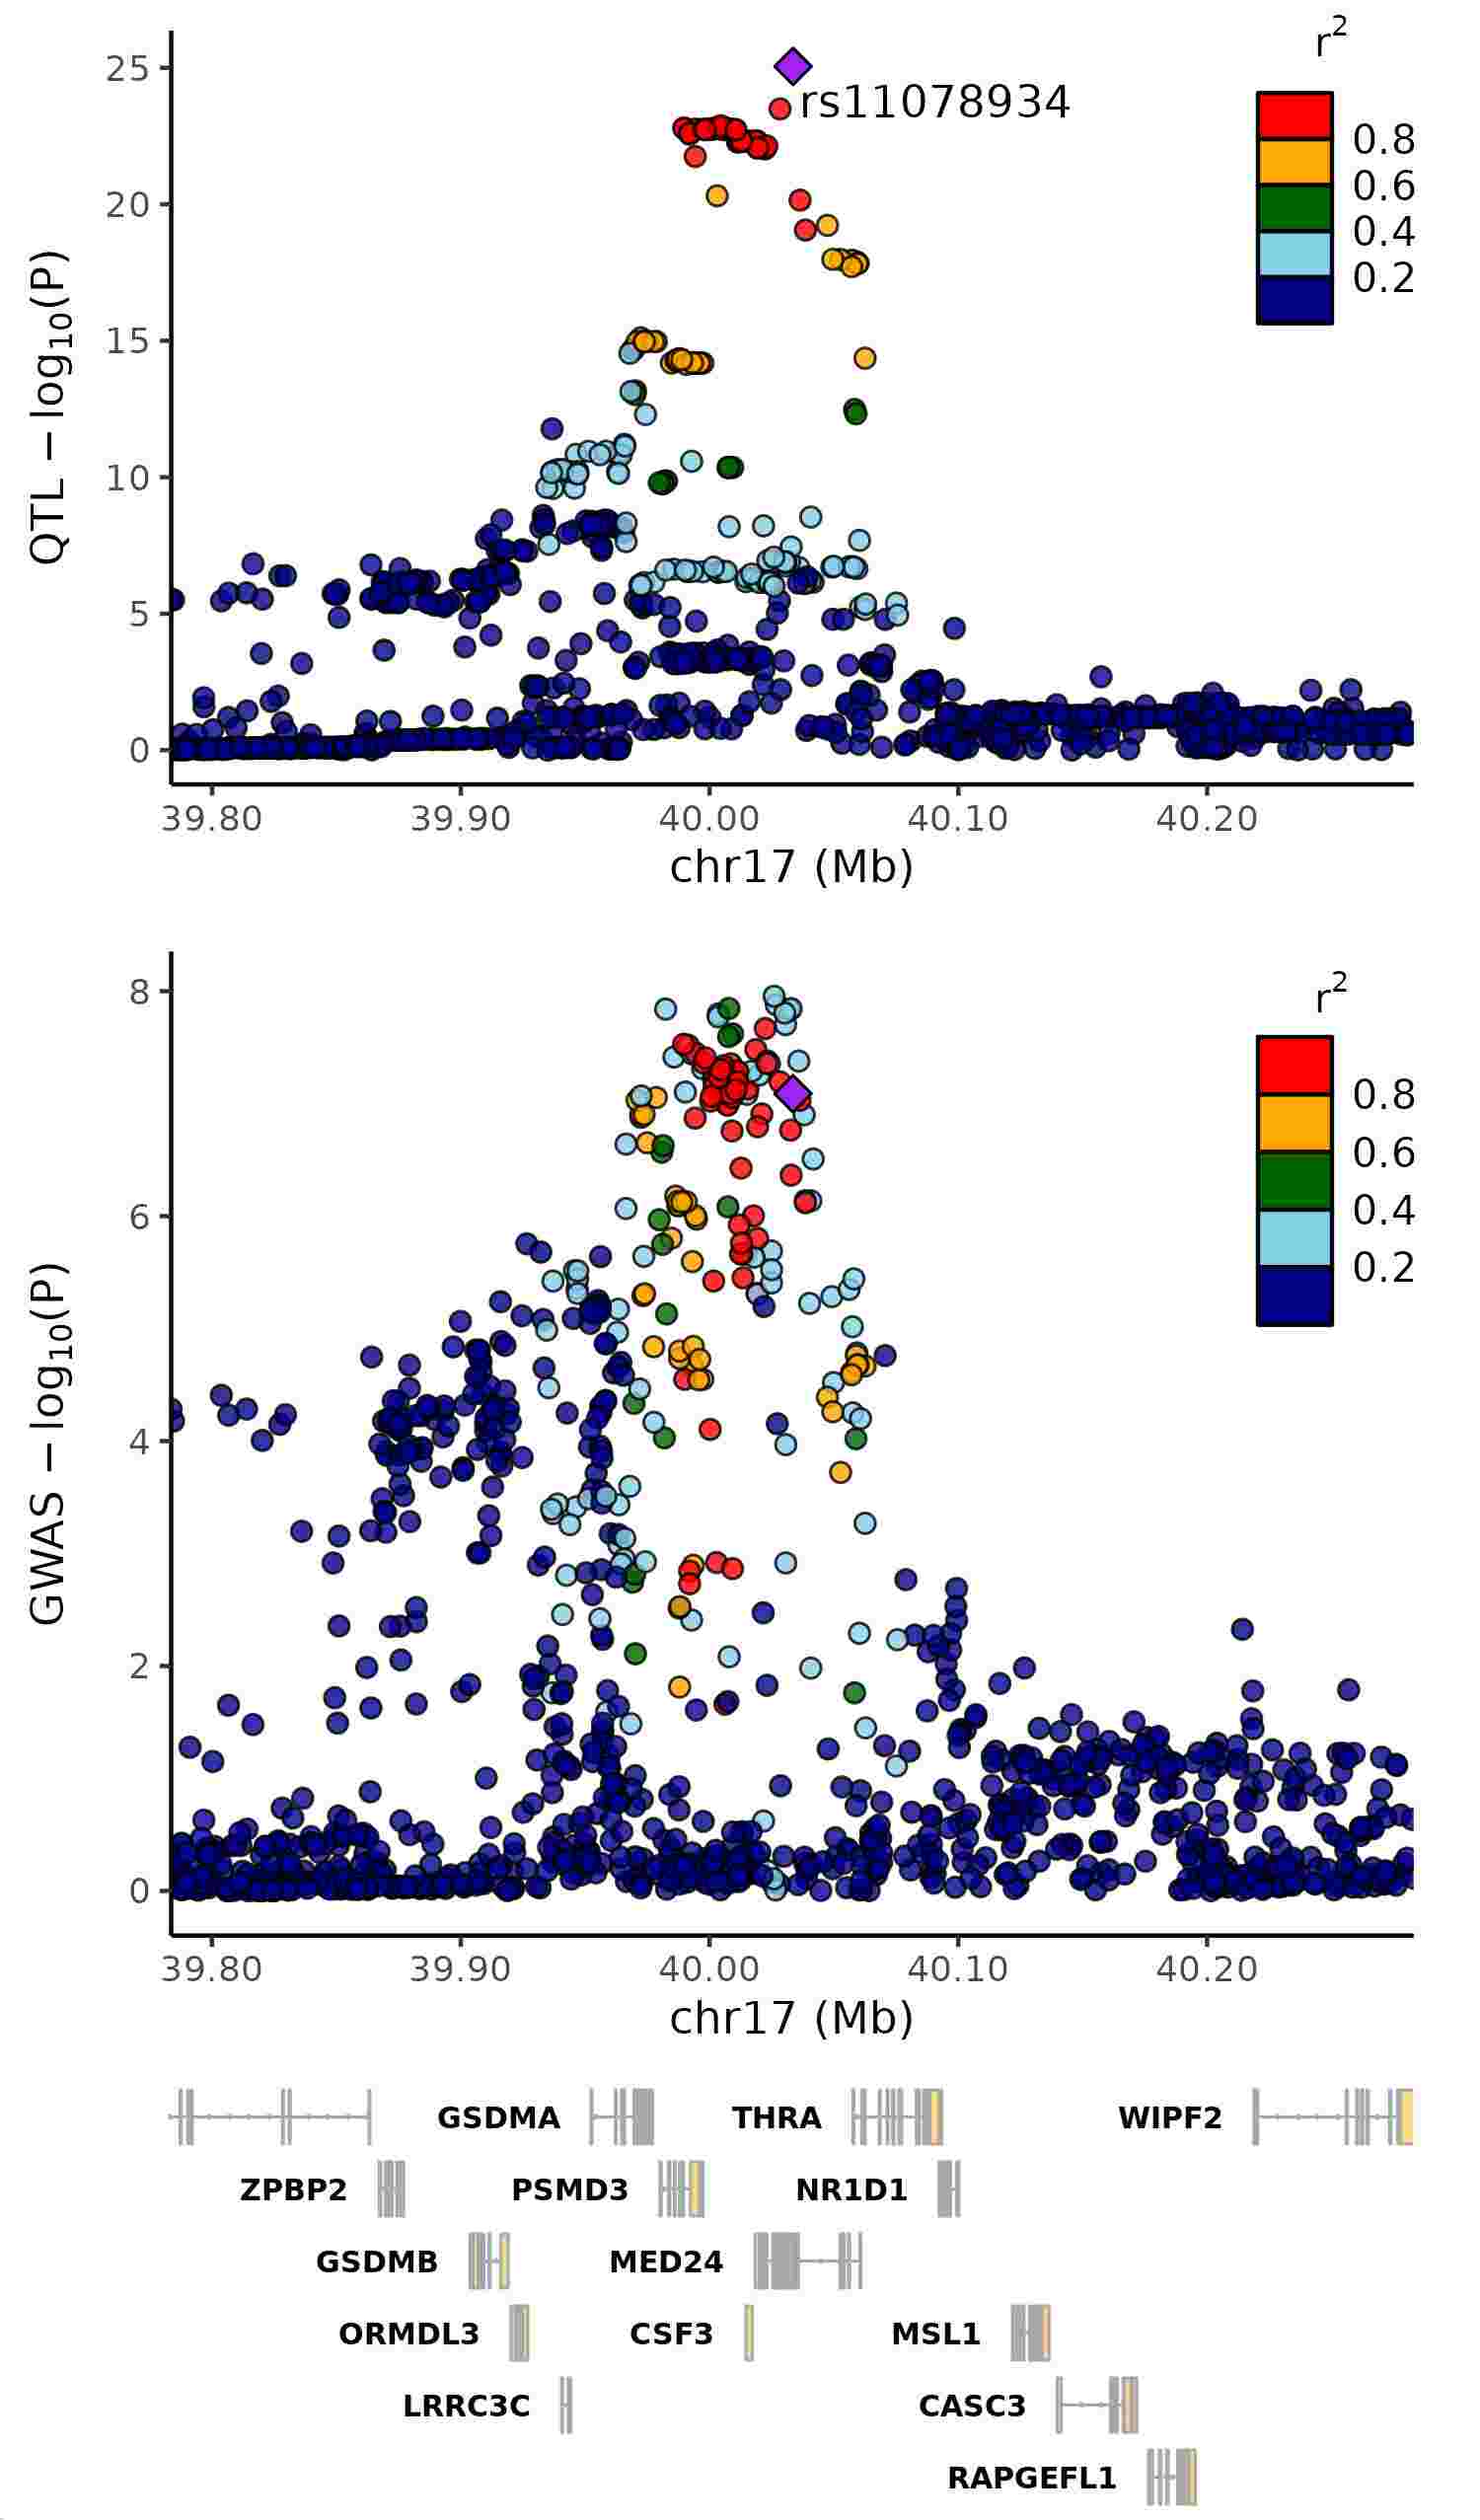 r²
25
20
15
10
5
0
QTL −log₁₀(P)
rs11078934
0.8
0.6
0.4
0.2
39.80 39.90 40.00 40.10 40.20
chr17 (Mb)
r²
8
6
4
2
0
GWAS −log₁₀(P)
0.8
0.6
0.4
0.2
39.80 39.90 40.00 40.10 40.20
chr17 (Mb)
GSDMA THRA WIPF2
ZPBP2 PSMD3 NR1D1
GSDMB MED24
ORMDL3 CSF3 MSL1
LRRC3C CASC3
RAPGEFL1